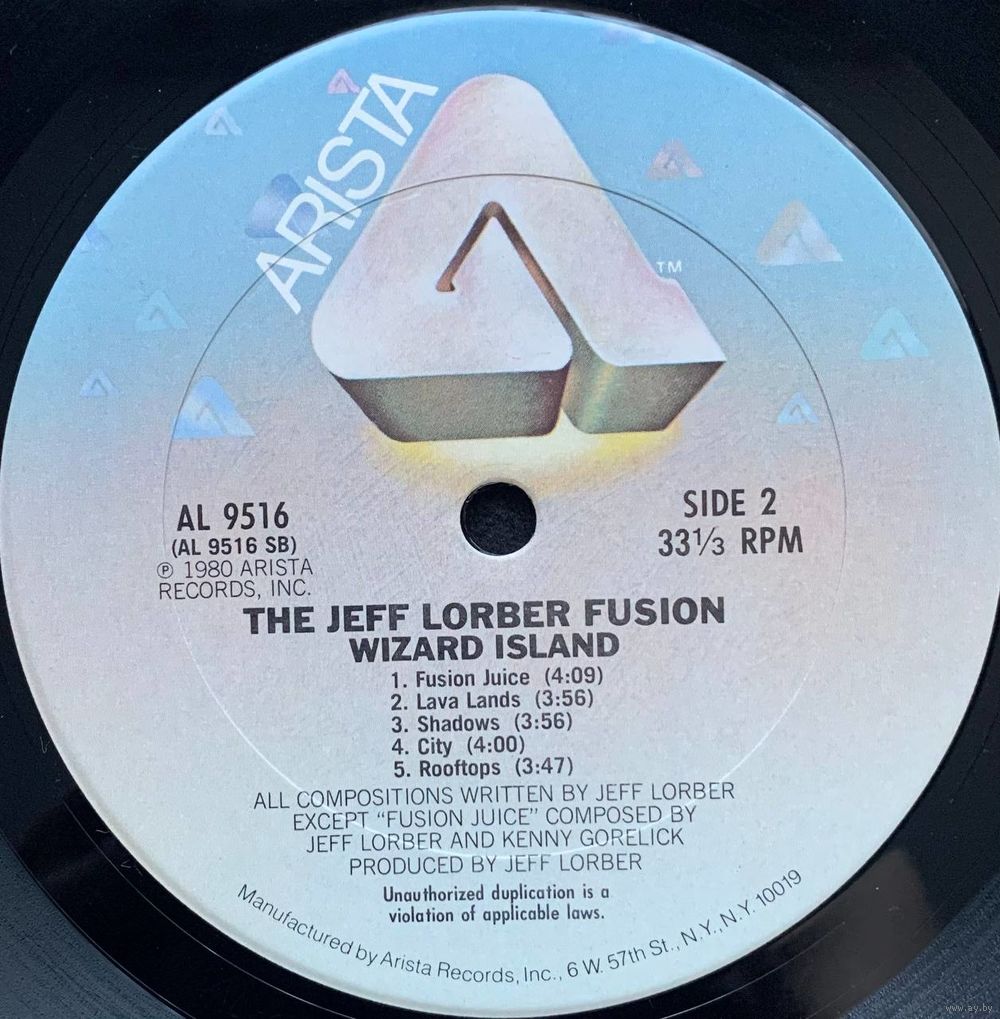 ARISTA
TM
AL 9516
(AL 9516 SB)
℗ 1980 ARISTA
RECORDS, INC.
SIDE 2
33⅓ RPM
THE JEFF LORBER FUSION
WIZARD ISLAND
1. Fusion Juice (4:09)
2. Lava Lands (3:56)
3. Shadows (3:56)
4. City (4:00)
5. Rooftops (3:47)
ALL COMPOSITIONS WRITTEN BY JEFF LORBER
EXCEPT "FUSION JUICE" COMPOSED BY
JEFF LORBER AND KENNY GORELICK
PRODUCED BY JEFF LORBER
Unauthorized duplication is a
violation of applicable laws.
Manufactured by Arista Records, Inc., 6 W. 57th St., N.Y., N.Y. 10019
www.ay.by